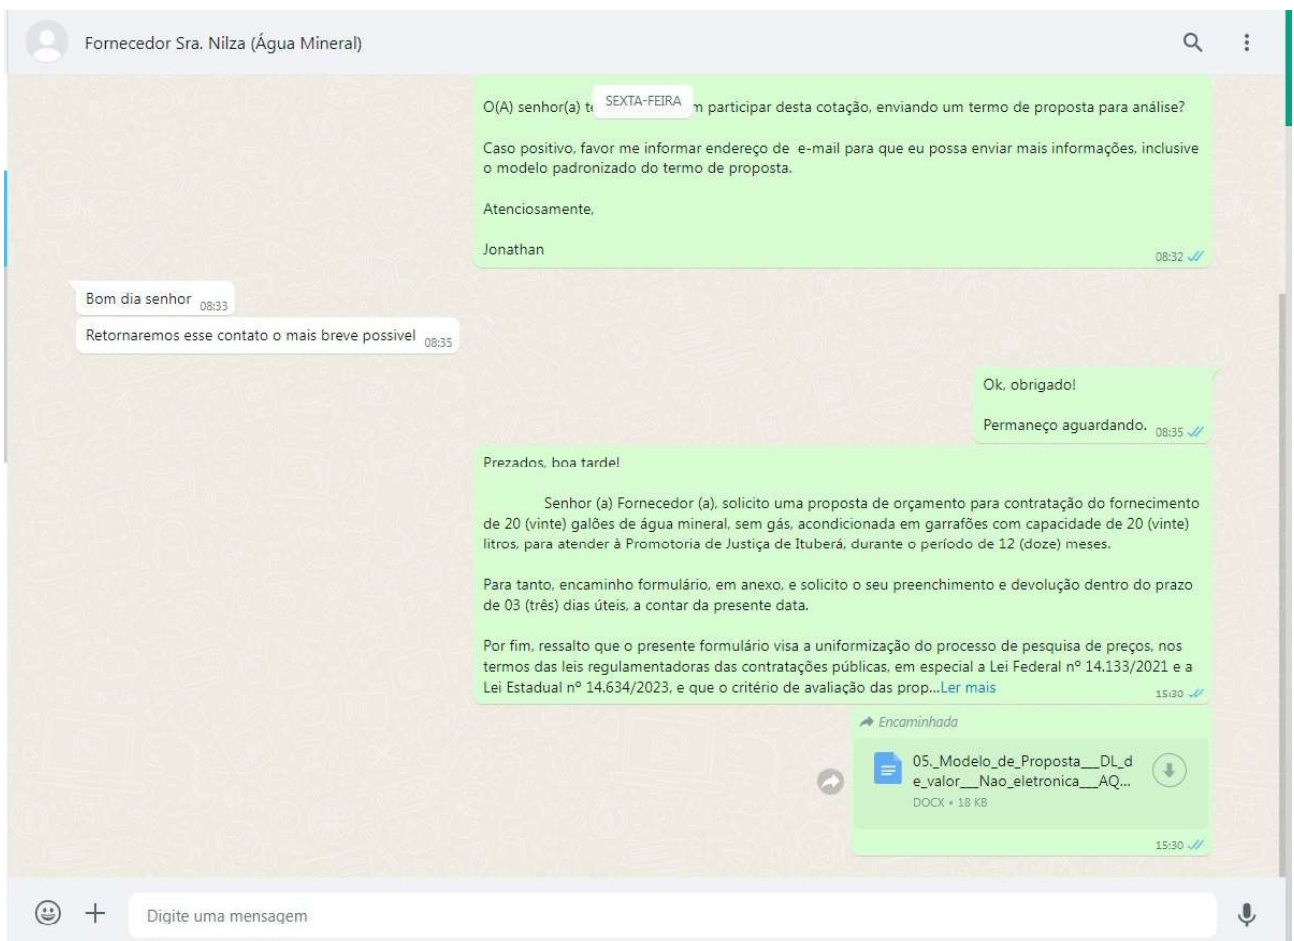 Fornecedor Sra. Nilza (Água Mineral)
SEXTA-FEIRA
O(A) senhor(a) participar desta cotação, enviando um termo de proposta para análise?
Caso positivo, favor me informar endereço de e-mail para que eu possa enviar mais informações, inclusive
o modelo padronizado do termo de proposta.
Atenciosamente,
Jonathan
08:32
Bom dia senhor 08:33
Retornaremos esse contato o mais breve possivel 08:35
Ok, obrigado!
Permaneço aguardando. 08:35
Prezados, boa tarde!
Senhor (a) Fornecedor (a), solicito uma proposta de orçamento para contratação do fornecimento
de 20 (vinte) galões de água mineral, sem gás, acondicionada em garrafões com capacidade de 20 (vinte)
litros, para atender à Promotoria de Justiça de Ituberá, durante o período de 12 (doze) meses.
Para tanto, encaminho formulário, em anexo, e solicito o seu preenchimento e devolução dentro do prazo
de 03 (três) dias úteis, a contar da presente data.
Por fim, ressalto que o presente formulário visa a uniformização do processo de pesquisa de preços, nos
termos das leis regulamentadoras das contratações públicas, em especial a Lei Federal nº 14.133/2021 e a
Lei Estadual nº 14.634/2023, e que o critério de avaliação das prop...Ler mais
15:30
Encaminhada
05._Modelo_de_Proposta___DL_d
e_valor___Nao_eletronica___AQ...
DOCX • 18 KB
15:30
Digite uma mensagem